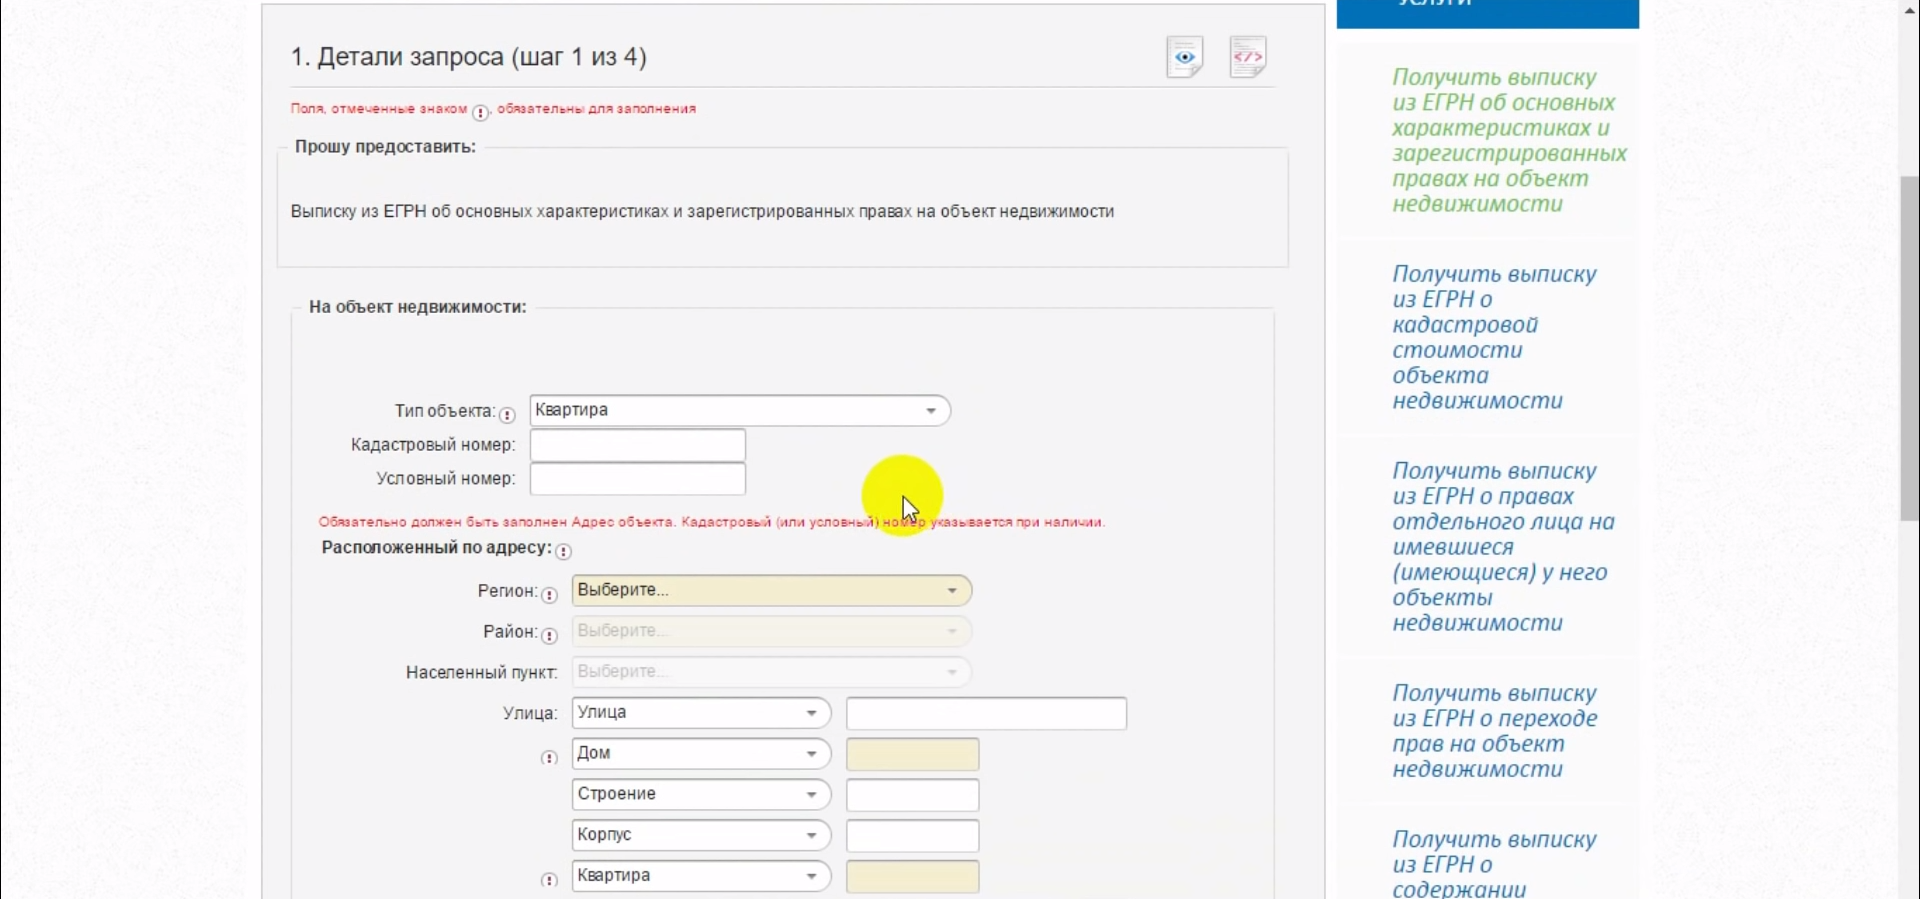 услуги
1. Детали запроса (шаг 1 из 4)
Поля, отмеченные знаком (!), обязательны для заполнения
Прошу предоставить:
Выписку из ЕГРН об основных характеристиках и зарегистрированных правах на объект недвижимости
На объект недвижимости:
Тип объекта: (!) Квартира
Кадастровый номер:
Условный номер:
Обязательно должен быть заполнен Адрес объекта. Кадастровый (или условный) номер указывается при наличии.
Расположенный по адресу: (!)
Регион: (!) Выберите...
Район: (!) Выберите...
Населенный пункт: Выберите...
Улица: Улица
(!) Дом
Строение
Корпус
(!) Квартира
Получить выписку
из ЕГРН об основных
характеристиках и
зарегистрированных
правах на объект
недвижимости
Получить выписку
из ЕГРН о
кадастровой
стоимости
объекта
недвижимости
Получить выписку
из ЕГРН о правах
отдельного лица на
имевшиеся
(имеющиеся) у него
объекты
недвижимости
Получить выписку
из ЕГРН о переходе
прав на объект
недвижимости
Получить выписку
из ЕГРН о
содержании